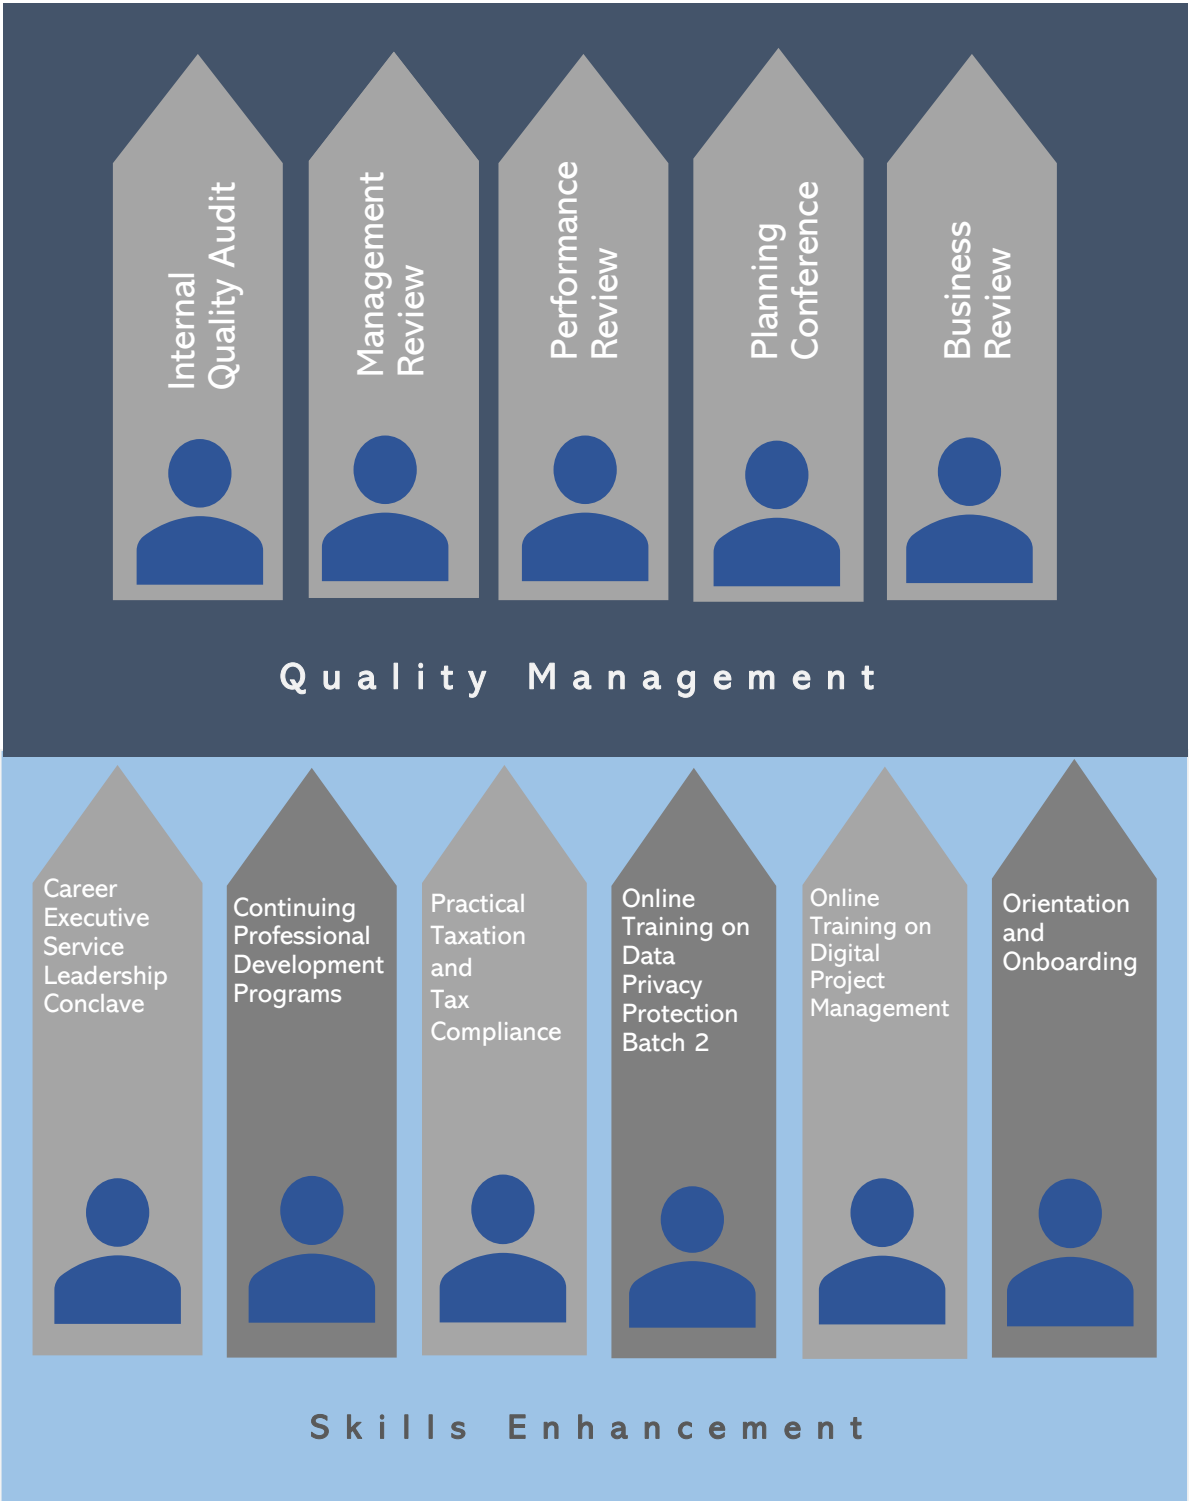 Internal
Quality Audit
Management
Review
Performance
Review
Planning
Conference
Business
Review
Quality Management
Career
Executive
Service
Leadership
Conclave
Continuing
Professional
Development
Programs
Practical
Taxation
and
Tax
Compliance
Online
Training on
Data
Privacy
Protection
Batch 2
Online
Training on
Digital
Project
Management
Orientation
and
Onboarding
Skills Enhancement